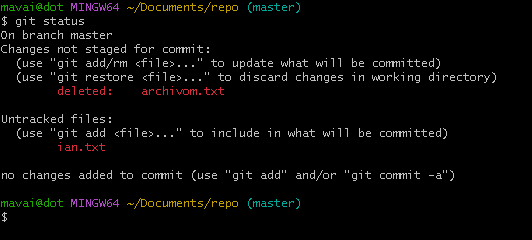 mavai@dot MINGW64 ~/Documents/repo (master)
$ git status
On branch master
Changes not staged for commit:
  (use "git add/rm <file>..." to update what will be committed)
  (use "git restore <file>..." to discard changes in working directory)
        deleted:    archivom.txt

Untracked files:
  (use "git add <file>..." to include in what will be committed)
        ian.txt

no changes added to commit (use "git add" and/or "git commit -a")

mavai@dot MINGW64 ~/Documents/repo (master)
$